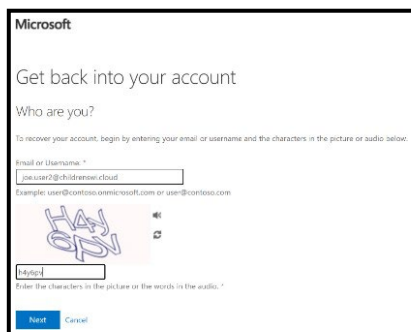 Microsoft
Get back into your account
Who are you?
To recover your account, begin by entering your email or username and the characters in the picture or audio below.
Email or Username: *
joe.user2@childrenswi.cloud
Example: user@contoso.onmicrosoft.com or user@contoso.com
H4Y
6pv
h4y6pv
Enter the characters in the picture or the words in the audio. *
Next Cancel